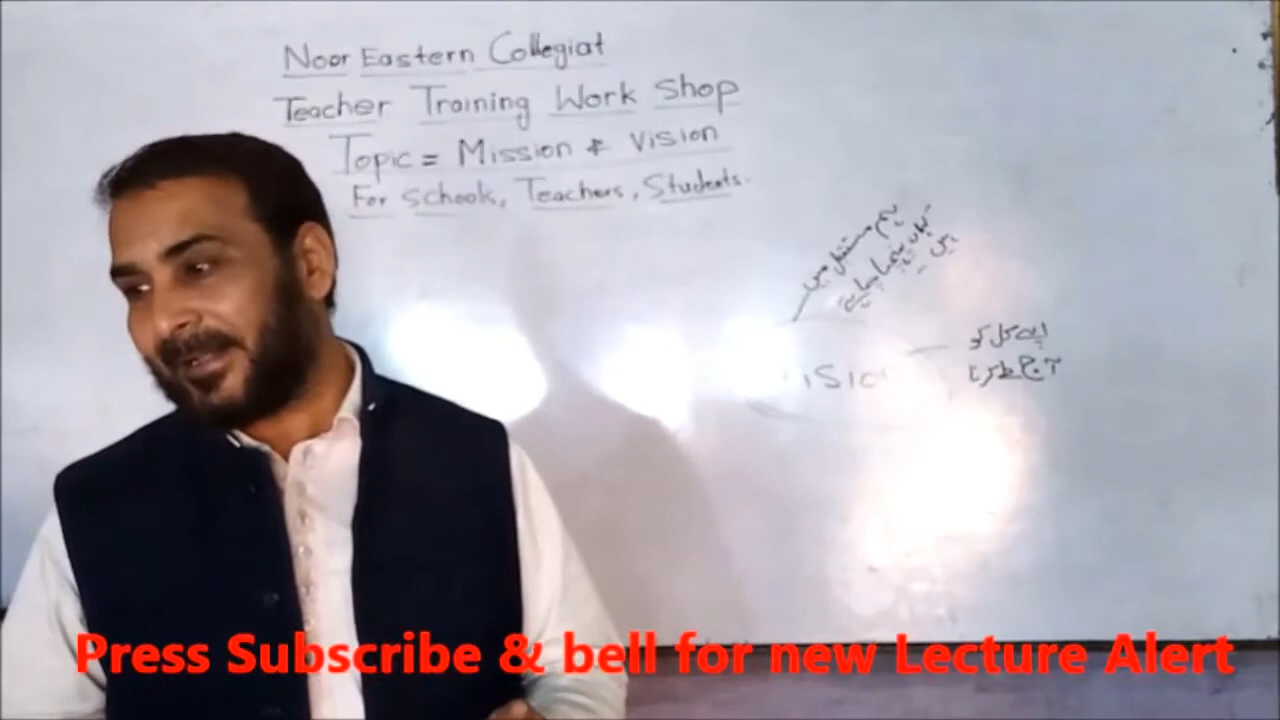 Noor Eastern Collegiat
Teacher Training Work Shop
Topic = Mission & Vision
For Schools, Teachers, Students.
ہم مستقبل میں
کہاں پہنچنا چاہتے
ہیں
اپنے کل کو
آج طے کرنا
Press Subscribe & bell for new Lecture Alert